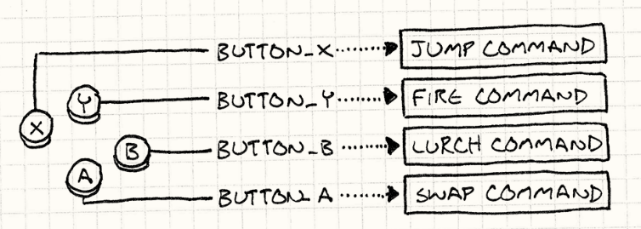 BUTTON_X JUMP COMMAND
Y BUTTON_Y FIRE COMMAND
X
B BUTTON_B LURCH COMMAND
A BUTTON_A SWAP COMMAND